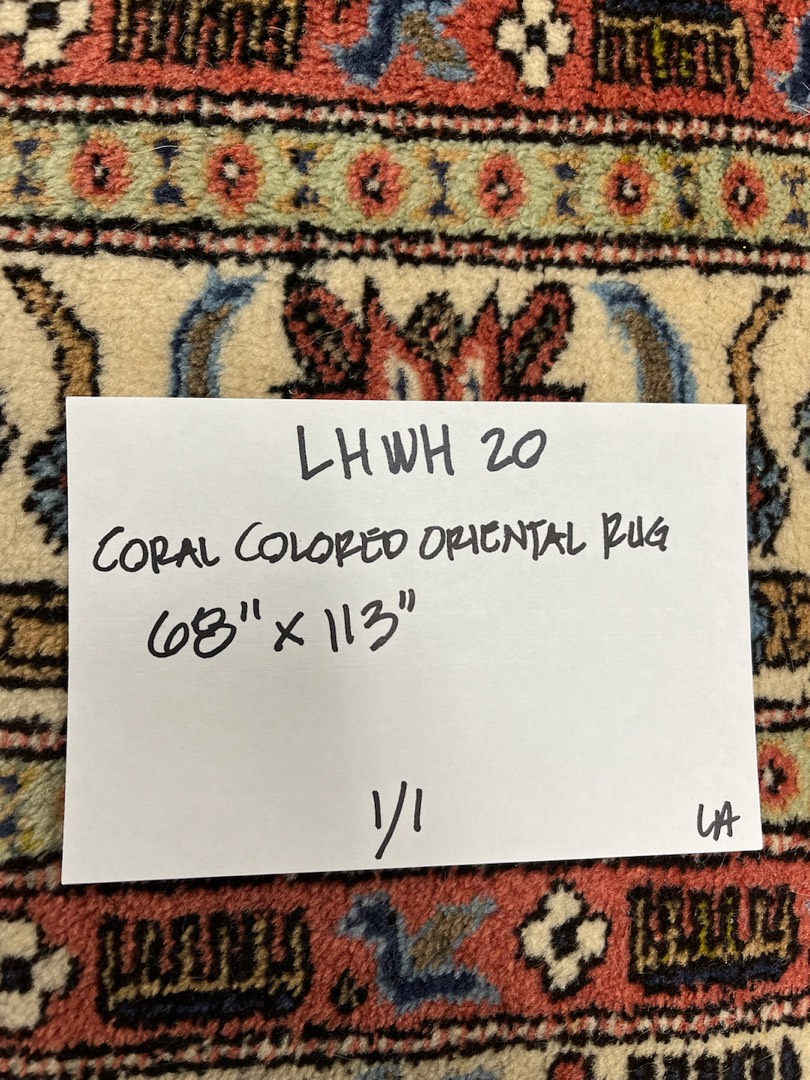 LHWH 20
CORAL COLORED ORIENTAL RUG
68" x 113"
1/1
LA